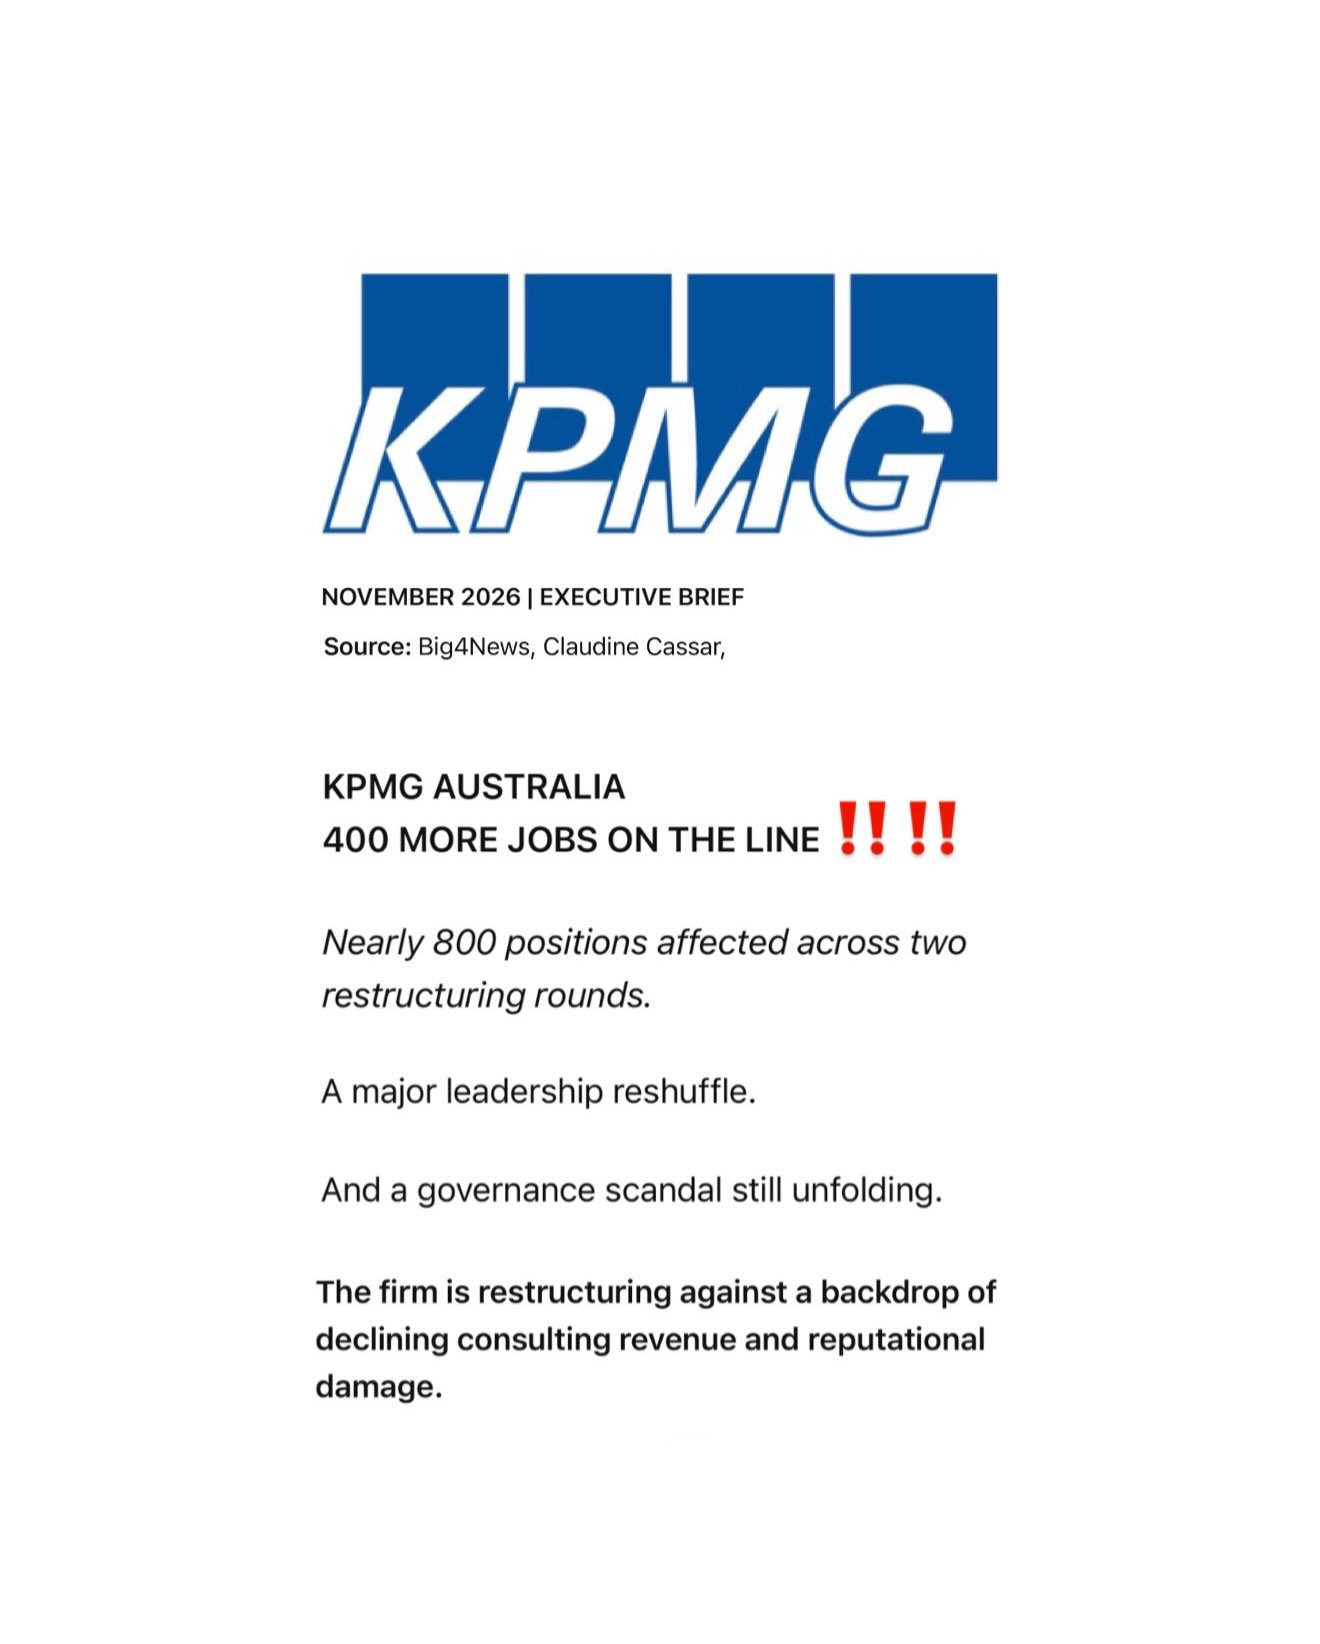 KPMG
NOVEMBER 2026 | EXECUTIVE BRIEF
Source: Big4News, Claudine Cassar,
KPMG AUSTRALIA
400 MORE JOBS ON THE LINE ‼️ ‼️
Nearly 800 positions affected across two
restructuring rounds.
A major leadership reshuffle.
And a governance scandal still unfolding.
The firm is restructuring against a backdrop of
declining consulting revenue and reputational
damage.